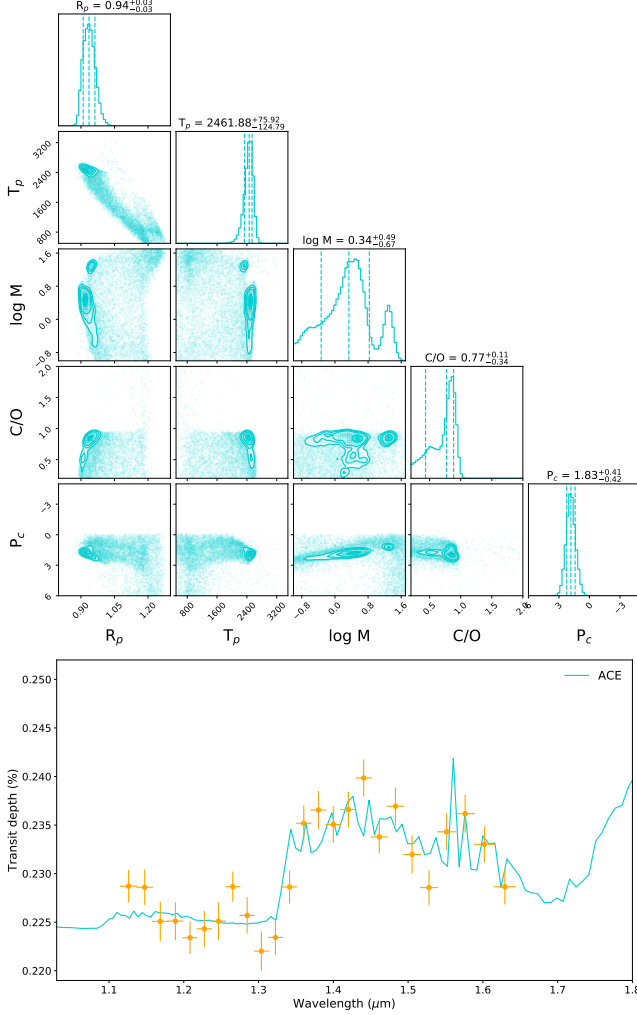 R_p = 0.94^{+0.03}_{-0.03}
T_p = 2461.88^{+75.92}_{-124.79}
3200
2400
1600
800
T_p
log M = 0.34^{+0.49}_{-0.67}
1.6
0.8
0.0
−0.8
log M
C/O = 0.77^{+0.11}_{-0.34}
2.0
1.5
1.0
0.5
C/O
P_c = 1.83^{+0.41}_{-0.42}
-3
0
3
6
P_c
0.90 1.05 1.20
800 1600 2400 3200
−0.8 0.0 0.8 1.6
0.5 1.0 1.5 2.0
3 0 -3
R_p T_p log M C/O P_c
0.250
0.245
0.240
0.235
0.230
0.225
0.220
Transit depth (%)
ACE
1.1 1.2 1.3 1.4 1.5 1.6 1.7 1.8
Wavelength (μm)